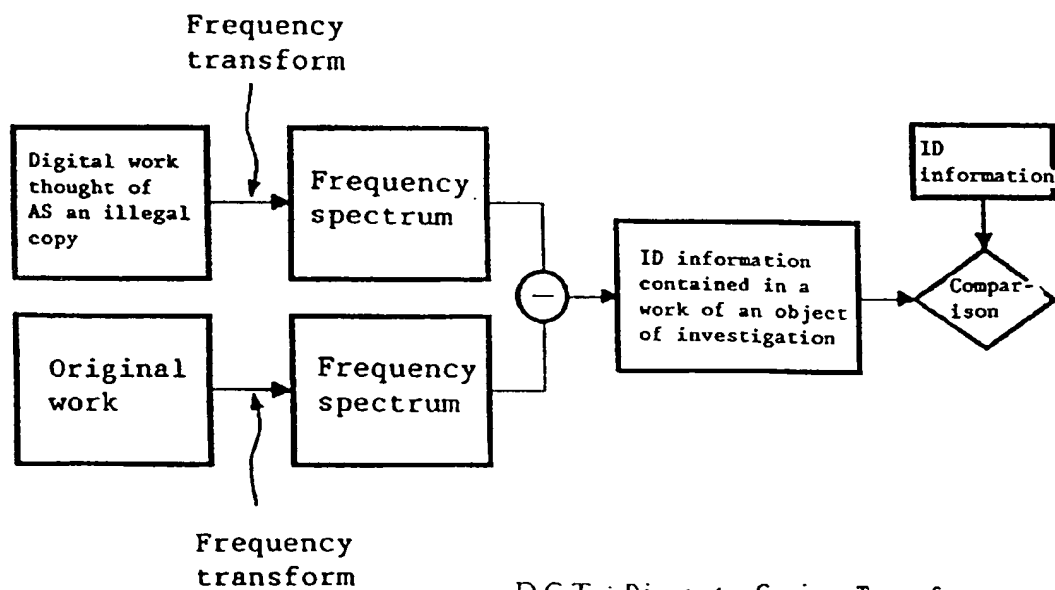 Frequency
transform
Digital work
thought of
AS an illegal
copy
Frequency
spectrum
ID
information
ID information
contained in a
work of an object
of investigation
Compar-
ison
Original
work
Frequency
spectrum
Frequency
transform